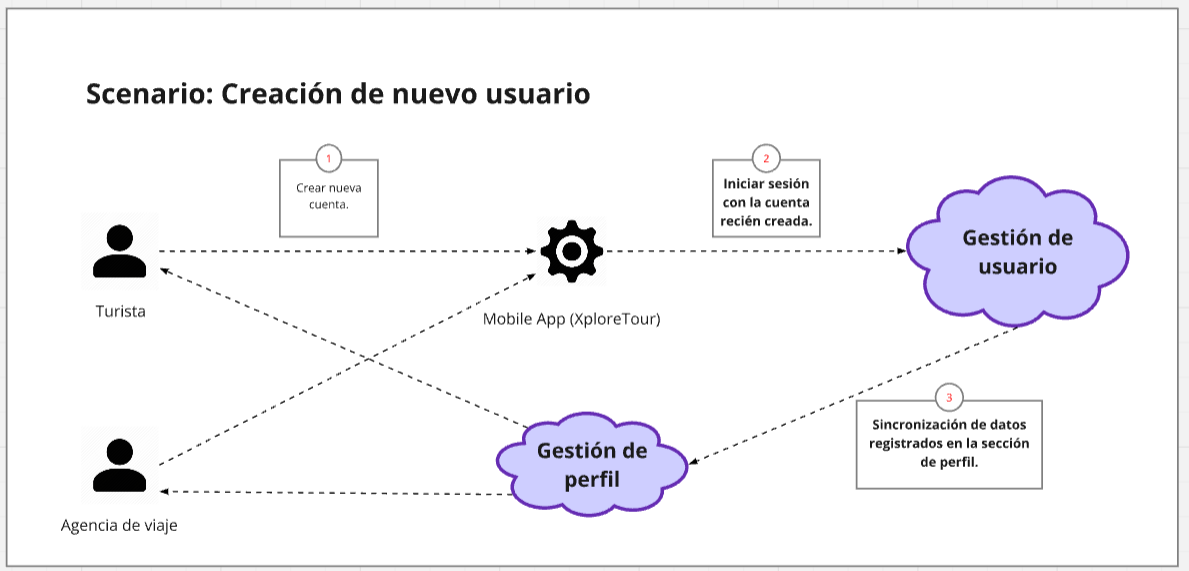 Scenario: Creación de nuevo usuario
1
Crear nueva
cuenta.
2
Iniciar sesión
con la cuenta
recién creada.
Gestión de
usuario
Turista
Mobile App (XploreTour)
3
Sincronización de datos
registrados en la sección
de perfil.
Gestión de
perfil
Agencia de viaje